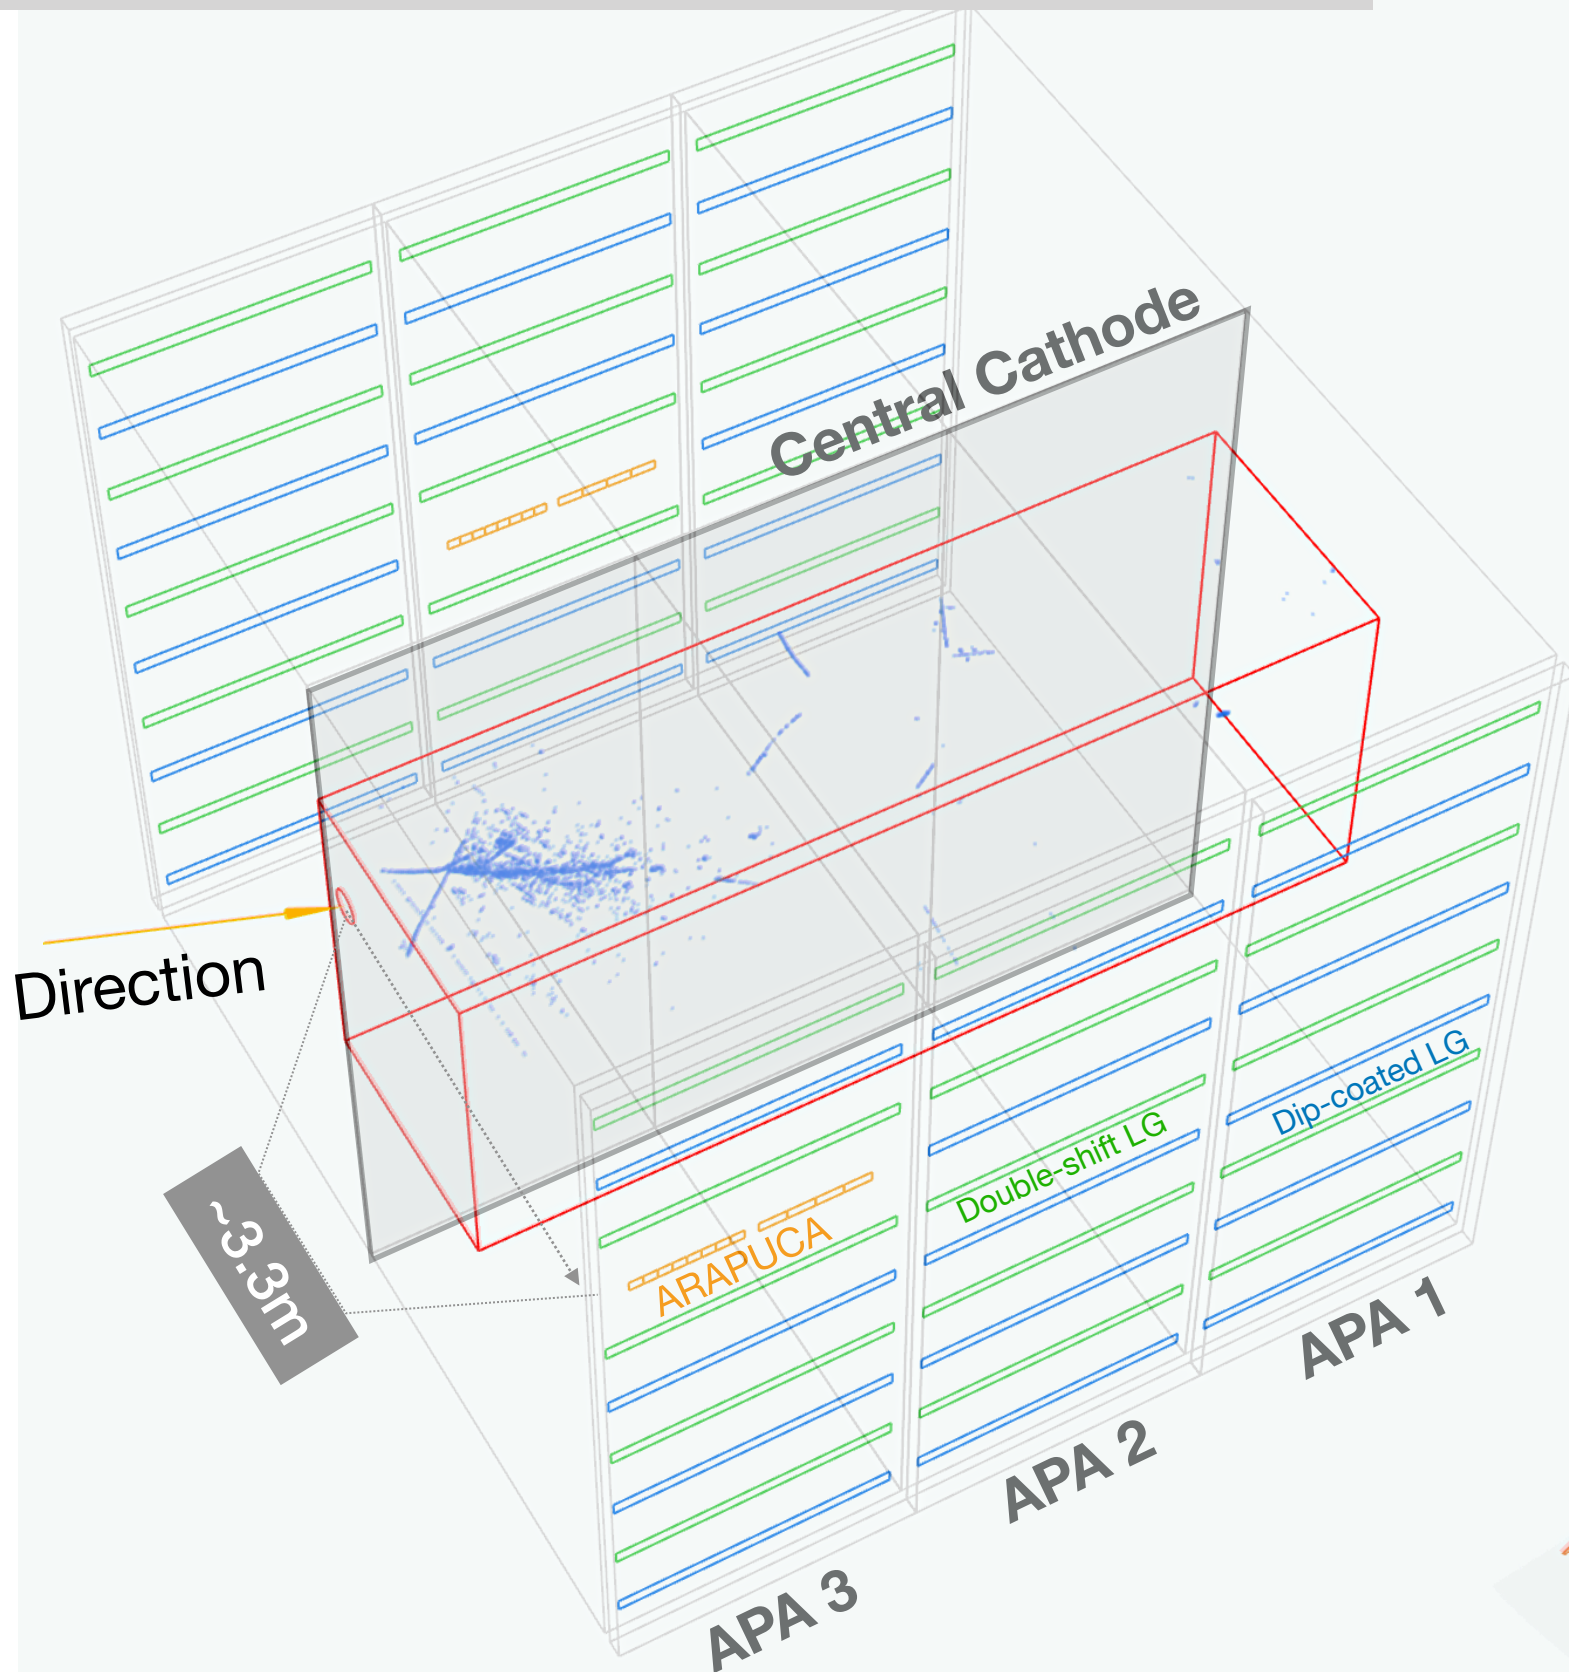 Central Cathode
Direction
~3.3m
Dip-coated LG
Double-shift LG
ARAPUCA
APA 1
APA 2
APA 3